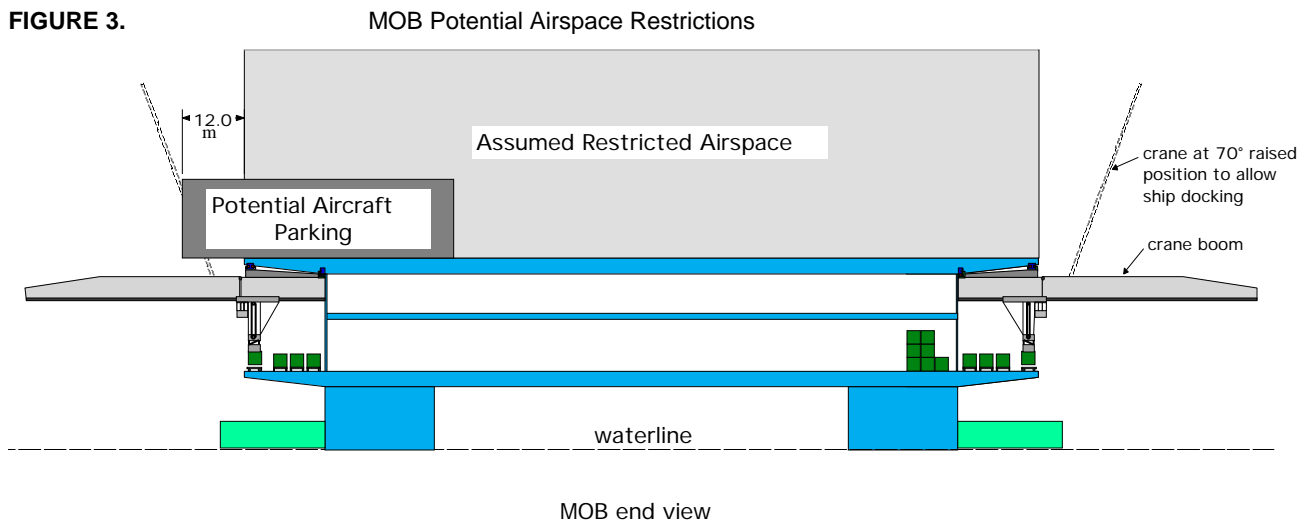 FIGURE 3. MOB Potential Airspace Restrictions
12.0
m
Assumed Restricted Airspace
crane at 70° raised
position to allow
ship docking
Potential Aircraft
Parking
crane boom
waterline
MOB end view